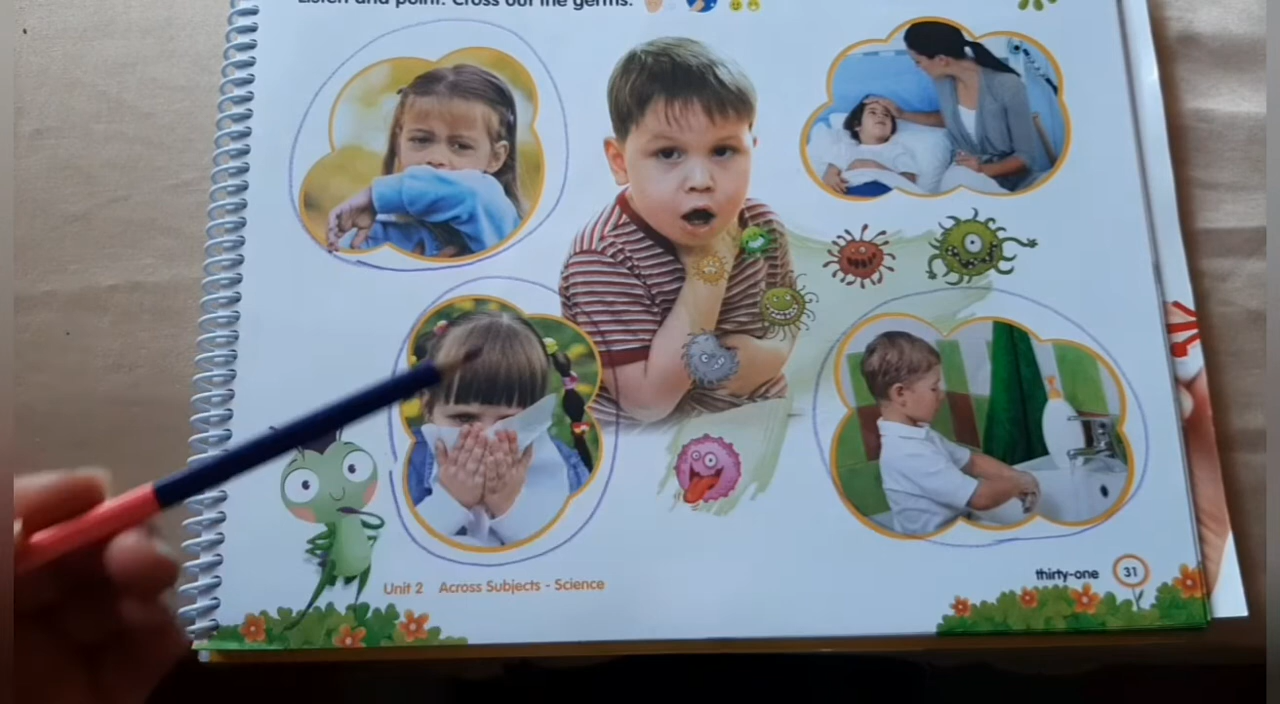 Listen and point. Cross out the germs.
Unit 2 Across Subjects - Science
thirty-one 31